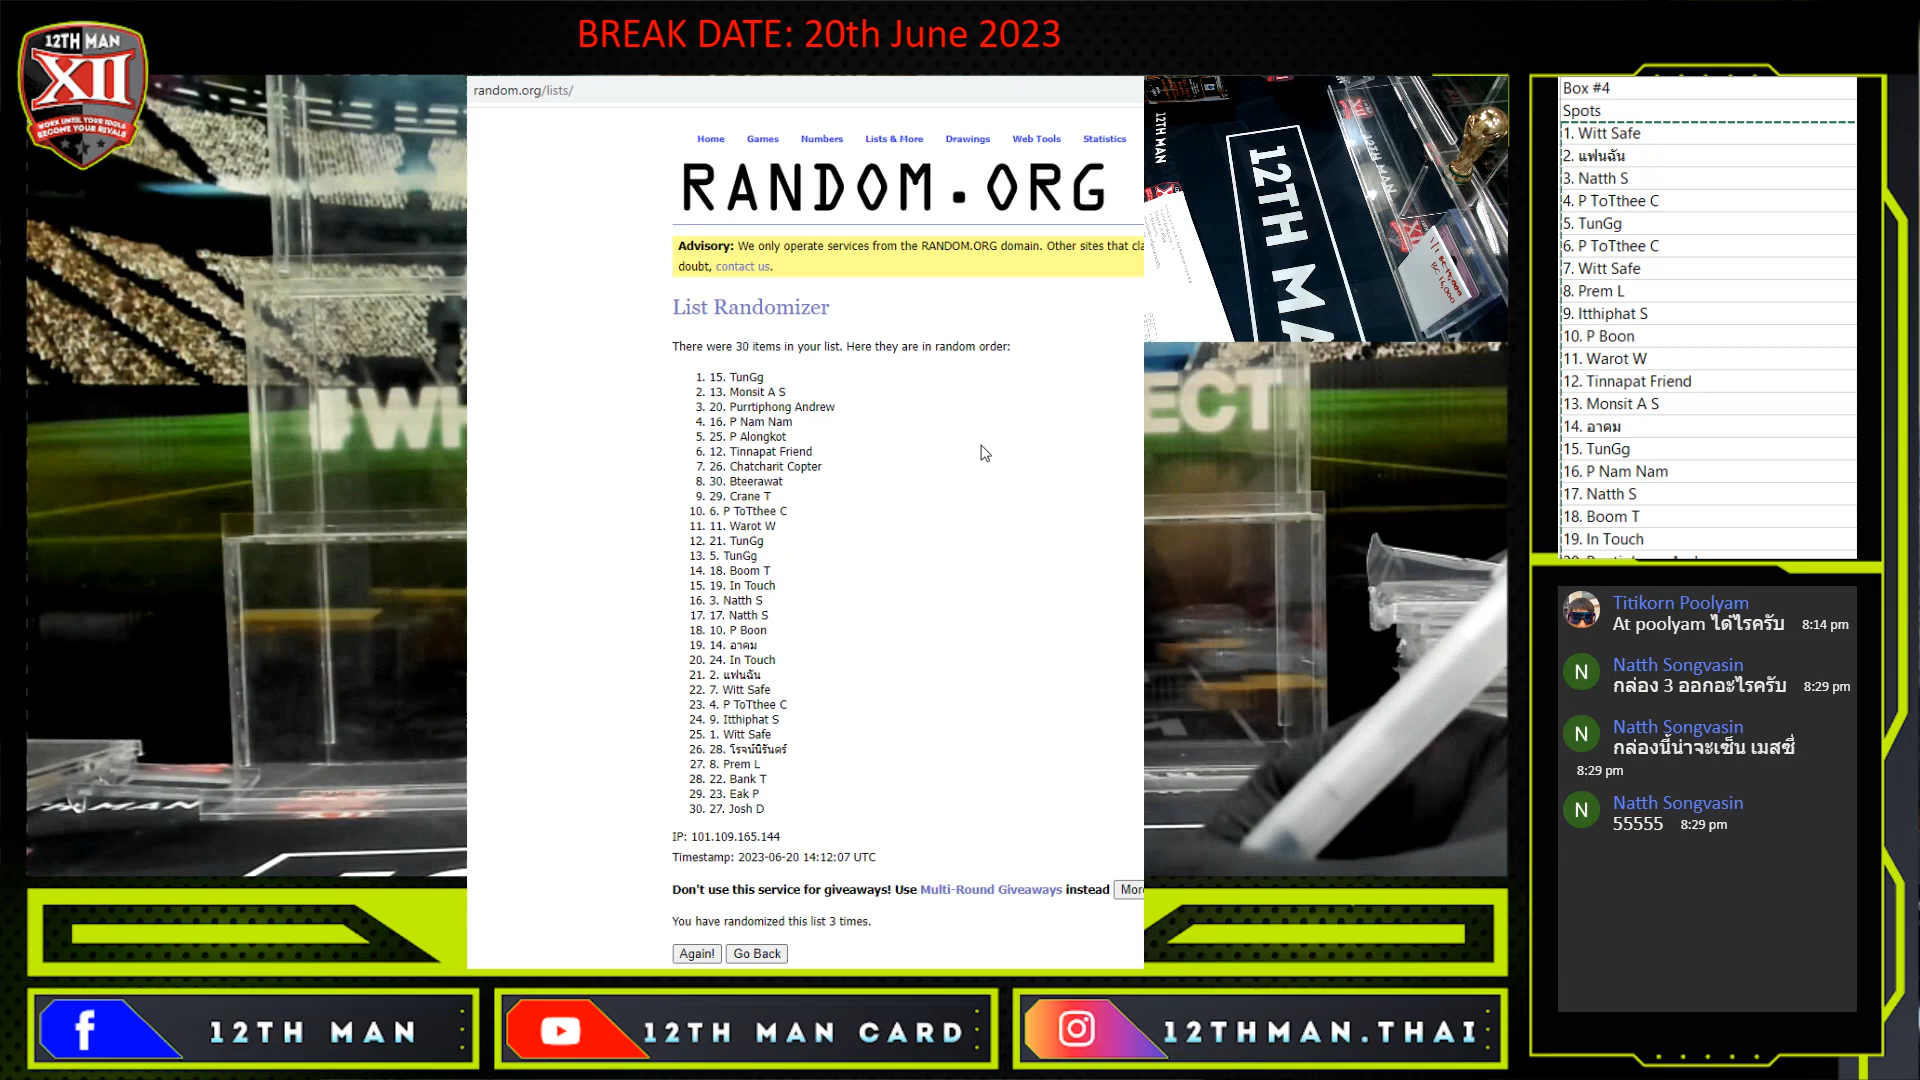 BREAK DATE: 20th June 2023
12TH MAN
XII
WORK UNTIL YOUR IDOLS
BECOME YOUR RIVALS
random.org/lists/
Home Games Numbers Lists & More Drawings Web Tools Statistics
RANDOM.ORG
Advisory: We only operate services from the RANDOM.ORG domain. Other sites that cla
doubt, contact us.
List Randomizer
There were 30 items in your list. Here they are in random order:
1. 15. TunGg
2. 13. Monsit A S
3. 20. Purrtiphong Andrew
4. 16. P Nam Nam
5. 25. P Alongkot
6. 12. Tinnapat Friend
7. 26. Chatcharit Copter
8. 30. Bteerawat
9. 29. Crane T
10. 6. P ToTthee C
11. 11. Warot W
12. 21. TunGg
13. 5. TunGg
14. 18. Boom T
15. 19. In Touch
16. 3. Natth S
17. 17. Natth S
18. 10. P Boon
19. 14. อาคม
20. 24. In Touch
21. 2. แฟนฉัน
22. 7. Witt Safe
23. 4. P ToTthee C
24. 9. Itthiphat S
25. 1. Witt Safe
26. 28. โรจน์นิรันดร์
27. 8. Prem L
28. 22. Bank T
29. 23. Eak P
30. 27. Josh D
IP: 101.109.165.144
Timestamp: 2023-06-20 14:12:07 UTC
Don't use this service for giveaways! Use Multi-Round Giveaways instead More
You have randomized this list 3 times.
Again! Go Back
12TH MAN
12TH MAN
12TH MA
BC 14,000
#WH
ECT
Box #4
Spots
1. Witt Safe
2. แฟนฉัน
3. Natth S
4. P ToTthee C
5. TunGg
6. P ToTthee C
7. Witt Safe
8. Prem L
9. Itthiphat S
10. P Boon
11. Warot W
12. Tinnapat Friend
13. Monsit A S
14. อาคม
15. TunGg
16. P Nam Nam
17. Natth S
18. Boom T
19. In Touch
Titikorn Poolyam
At poolyam ได้ไรครับ 8:14 pm
N Natth Songvasin
กล่อง 3 ออกอะไรครับ 8:29 pm
N Natth Songvasin
กล่องนี้น่าจะเซ็น เมสซี่
8:29 pm
N Natth Songvasin
55555 8:29 pm
f 12TH MAN
12TH MAN CARD
12THMAN.THAI